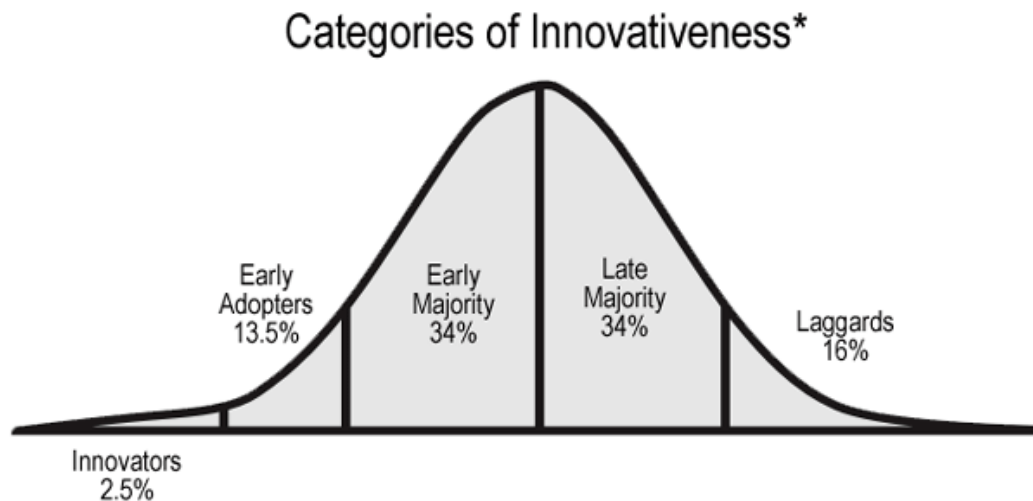 Categories of Innovativeness*
Early
Adopters
13.5%
Early
Majority
34%
Late
Majority
34%
Laggards
16%
Innovators
2.5%